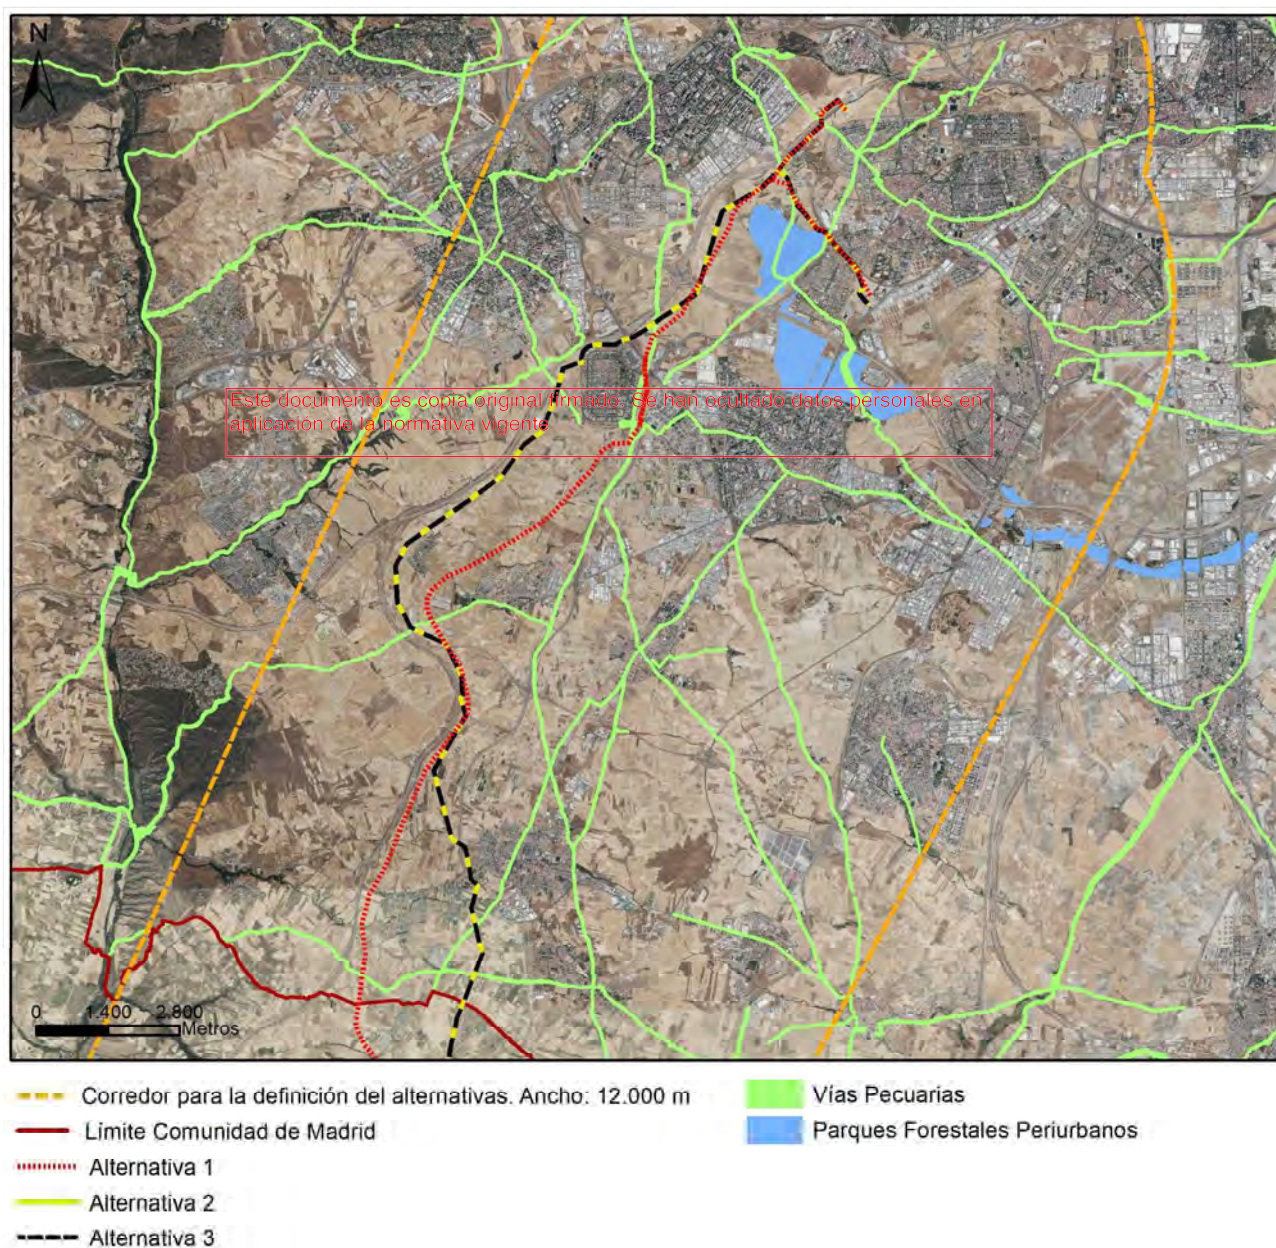 N
Este documento es copia original firmado. Se han ocultado datos personales en
aplicación de la normativa vigente
0 1.400 2.800
Metros
Corredor para la definición del alternativas. Ancho: 12.000 m
Límite Comunidad de Madrid
Alternativa 1
Alternativa 2
Alternativa 3
Vías Pecuarias
Parques Forestales Periurbanos